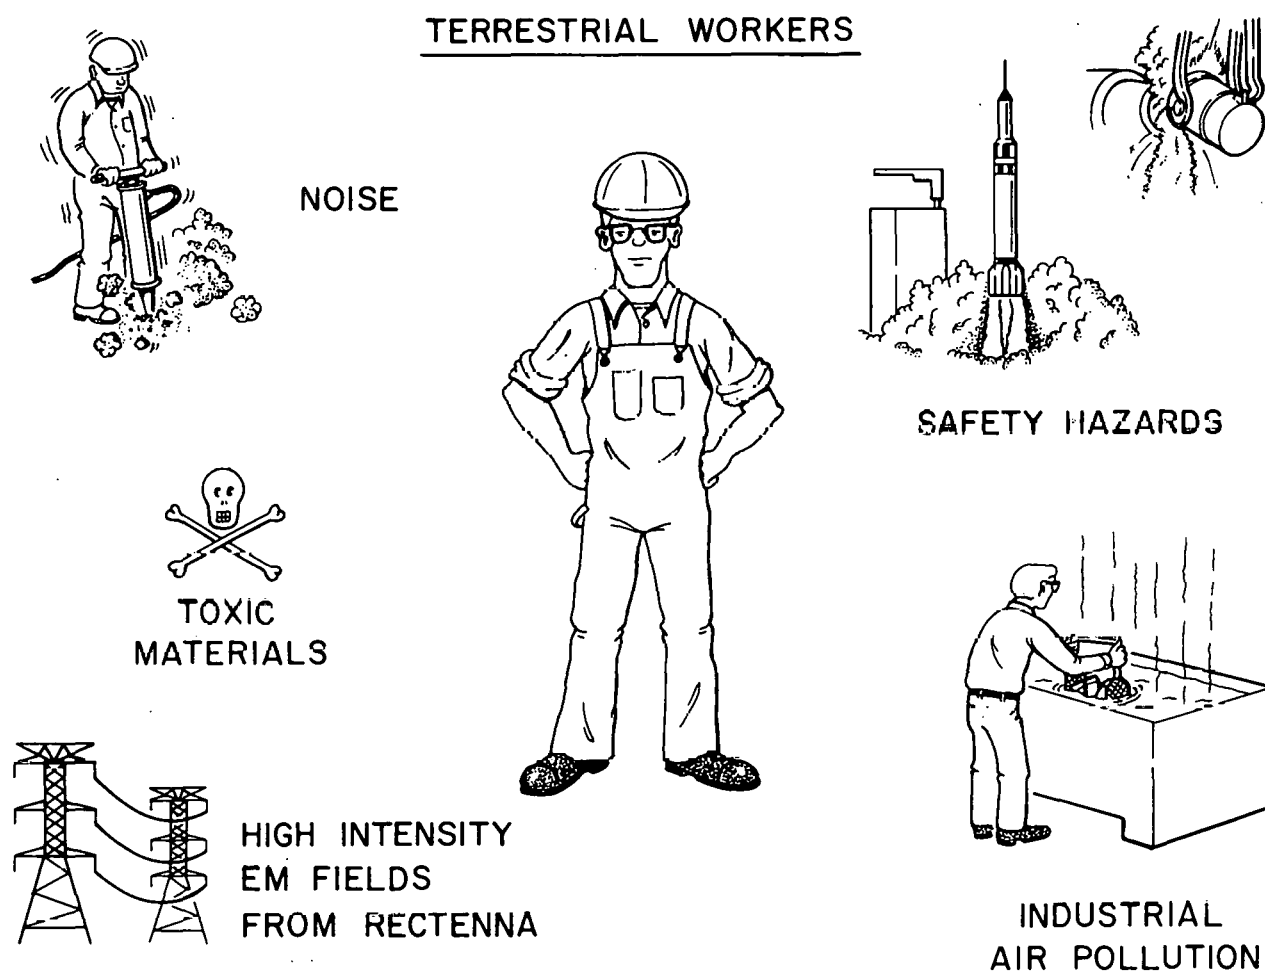 TERRESTRIAL WORKERS
NOISE
SAFETY HAZARDS
TOXIC
MATERIALS
HIGH INTENSITY
EM FIELDS
FROM RECTENNA
INDUSTRIAL
AIR POLLUTION